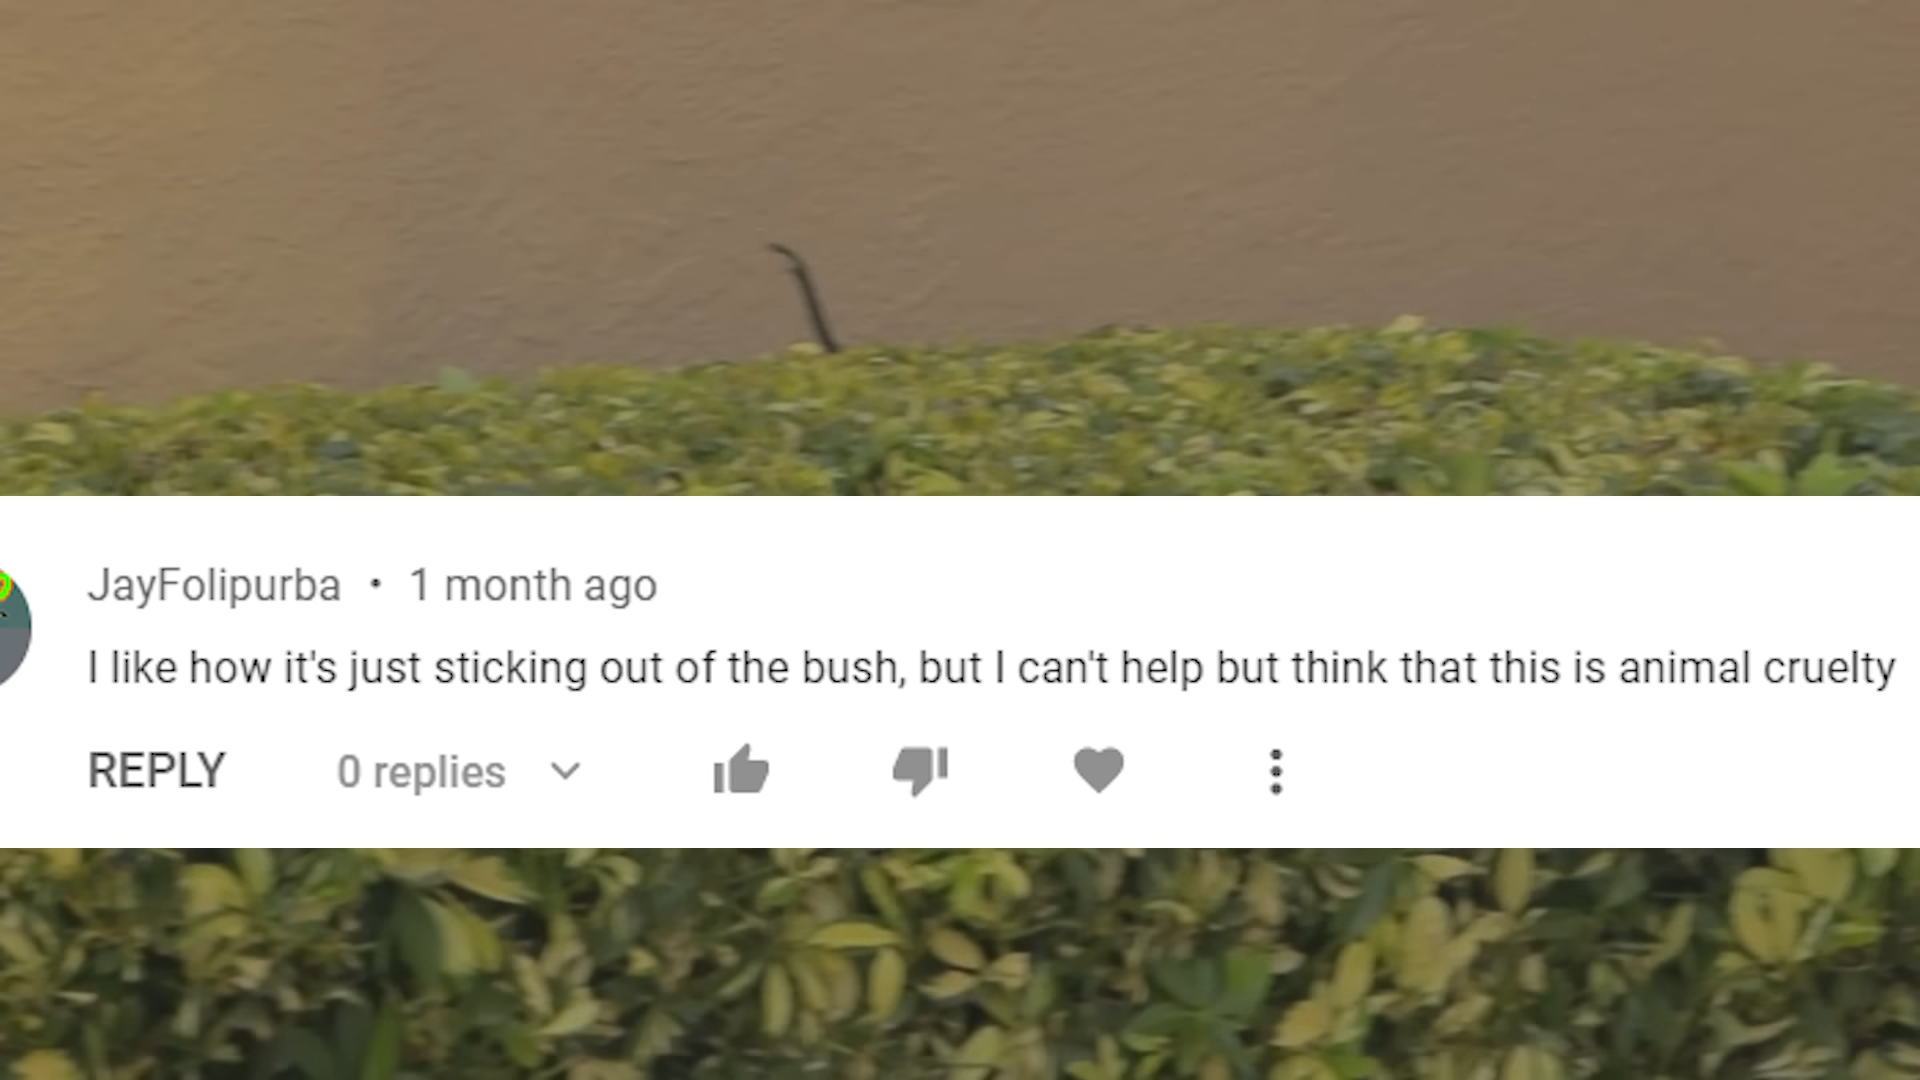 JayFolipurba • 1 month ago
I like how it's just sticking out of the bush, but I can't help but think that this is animal cruelty
REPLY 0 replies